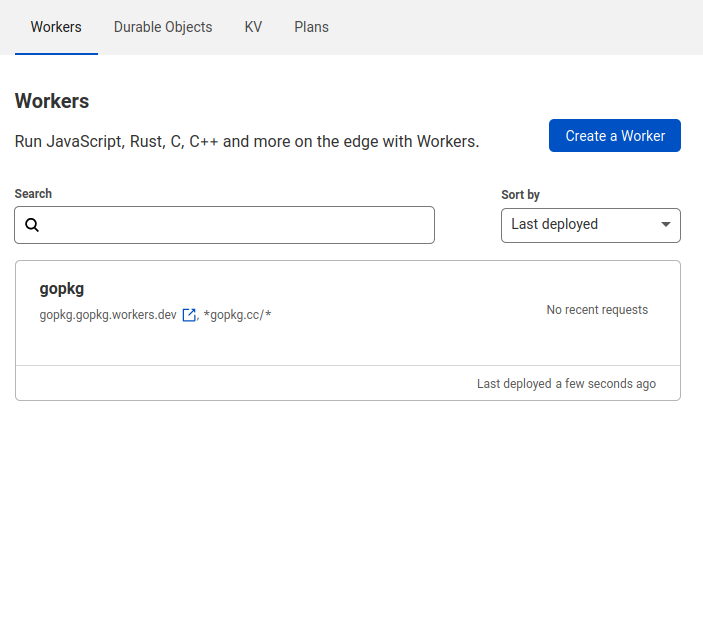 Workers Durable Objects KV Plans
Workers
Run JavaScript, Rust, C, C++ and more on the edge with Workers.
Create a Worker
Search
Sort by
Last deployed
gopkg
gopkg.gopkg.workers.dev , *gopkg.cc/*
No recent requests
Last deployed a few seconds ago